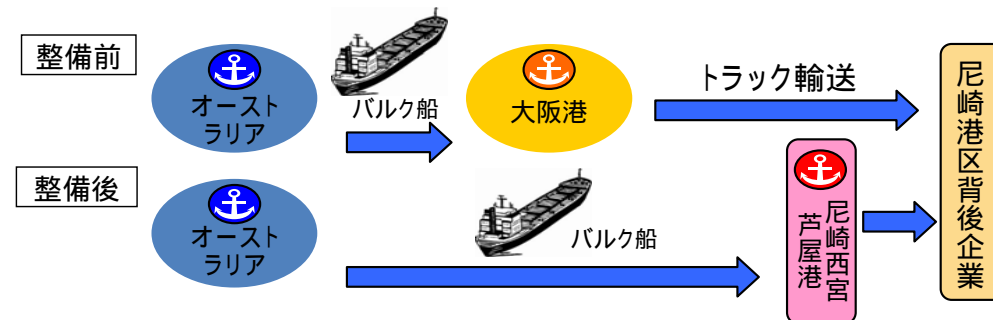 整備前
オースト
ラリア
バルク船
大阪港
トラック輸送
尼崎港区背後企業
整備後
オースト
ラリア
バルク船
尼崎西宮
芦屋港